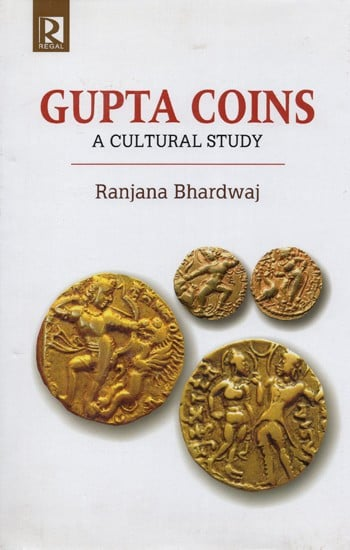 R
REGAL
GUPTA COINS
A CULTURAL STUDY
Ranjana Bhardwaj